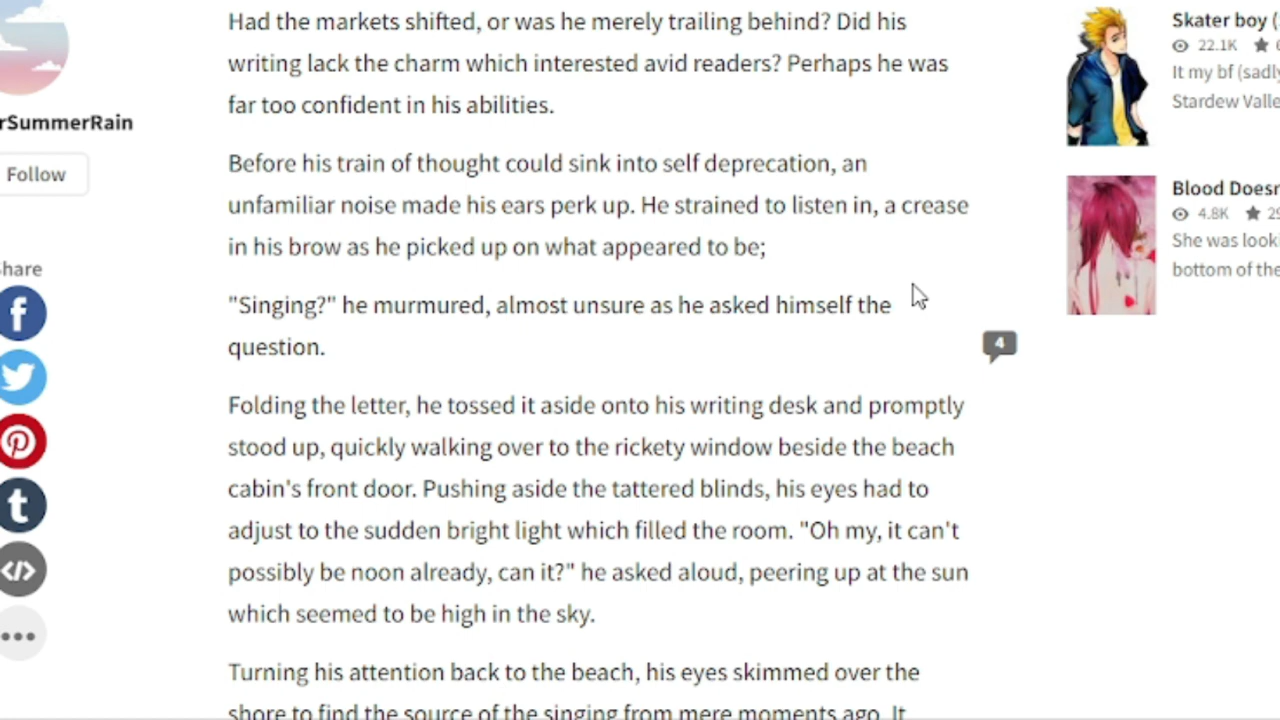 Had the markets shifted, or was he merely trailing behind? Did his
writing lack the charm which interested avid readers? Perhaps he was
far too confident in his abilities.
Before his train of thought could sink into self deprecation, an
unfamiliar noise made his ears perk up. He strained to listen in, a crease
in his brow as he picked up on what appeared to be;
"Singing?" he murmured, almost unsure as he asked himself the
question.
4
Folding the letter, he tossed it aside onto his writing desk and promptly
stood up, quickly walking over to the rickety window beside the beach
cabin's front door. Pushing aside the tattered blinds, his eyes had to
adjust to the sudden bright light which filled the room. "Oh my, it can't
possibly be noon already, can it?" he asked aloud, peering up at the sun
which seemed to be high in the sky.
Turning his attention back to the beach, his eyes skimmed over the
shore to find the source of the singing from mere moments ago. It
rSummerRain
Follow
Share
Skater boy (
22.1K
It my bf (sadly
Stardew Valle
Blood Doesn
4.8K 29
She was looki
bottom of the